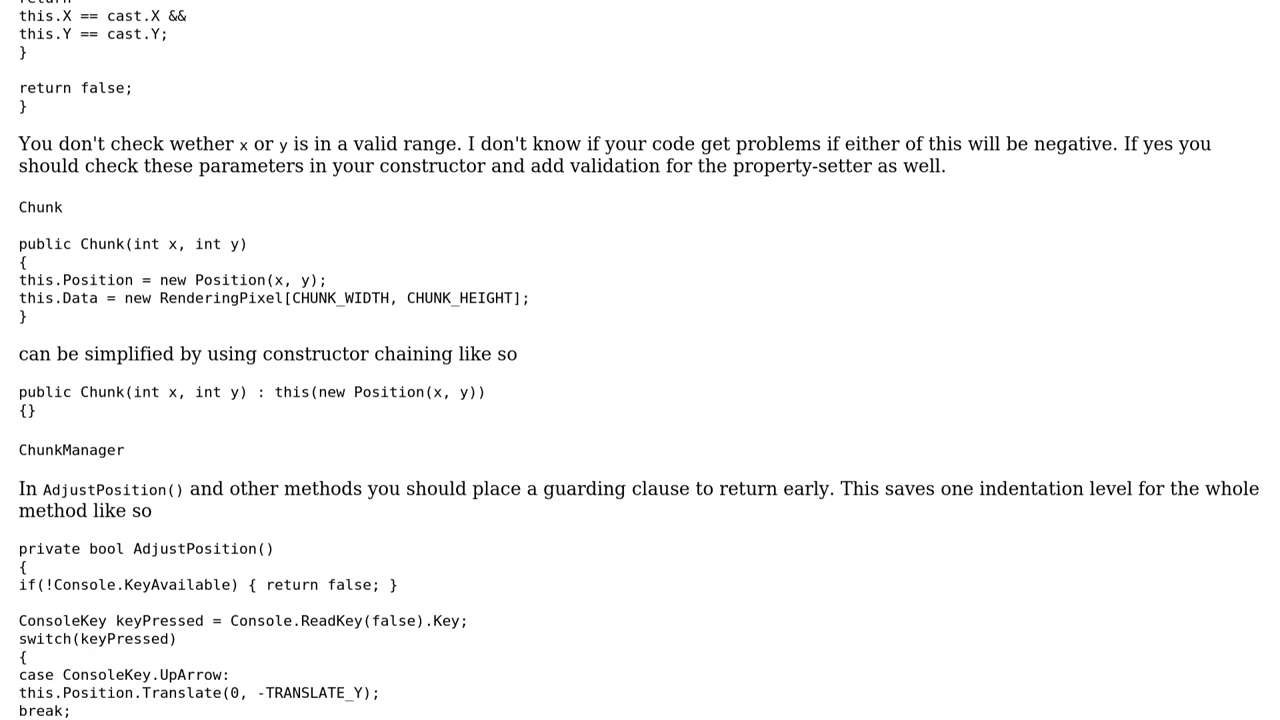 return
this.X == cast.X &&
this.Y == cast.Y;
}
return false;
}
You don't check wether x or y is in a valid range. I don't know if your code get problems if either of this will be negative. If yes you
should check these parameters in your constructor and add validation for the property-setter as well.
Chunk
public Chunk(int x, int y)
{
this.Position = new Position(x, y);
this.Data = new RenderingPixel[CHUNK_WIDTH, CHUNK_HEIGHT];
}
can be simplified by using constructor chaining like so
public Chunk(int x, int y) : this(new Position(x, y))
{}
ChunkManager
In AdjustPosition() and other methods you should place a guarding clause to return early. This saves one indentation level for the whole
method like so
private bool AdjustPosition()
{
if(!Console.KeyAvailable) { return false; }
ConsoleKey keyPressed = Console.ReadKey(false).Key;
switch(keyPressed)
{
case ConsoleKey.UpArrow:
this.Position.Translate(0, -TRANSLATE_Y);
break;